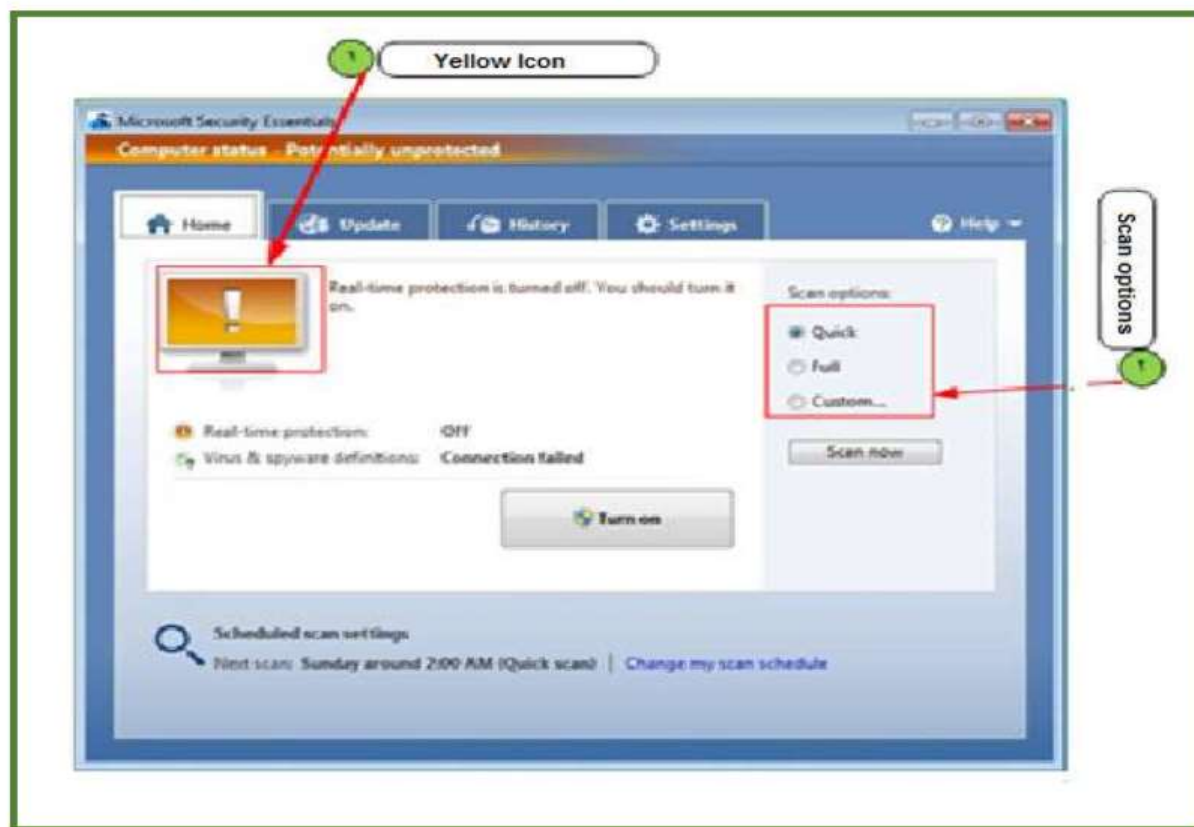 ١
Yellow Icon
Microsoft Security Essentials
Computer status - Potentially unprotected
Home
Update
History
Settings
Help
Real-time protection is turned off. You should turn it
on.
Scan options:
Quick
Full
Custom...
Scan now
Real-time protection: Off
Virus & spyware definitions: Connection failed
Turn on
Scheduled scan settings
Next scan: Sunday around 2:00 AM (Quick scan) | Change my scan schedule
Scan options
٢